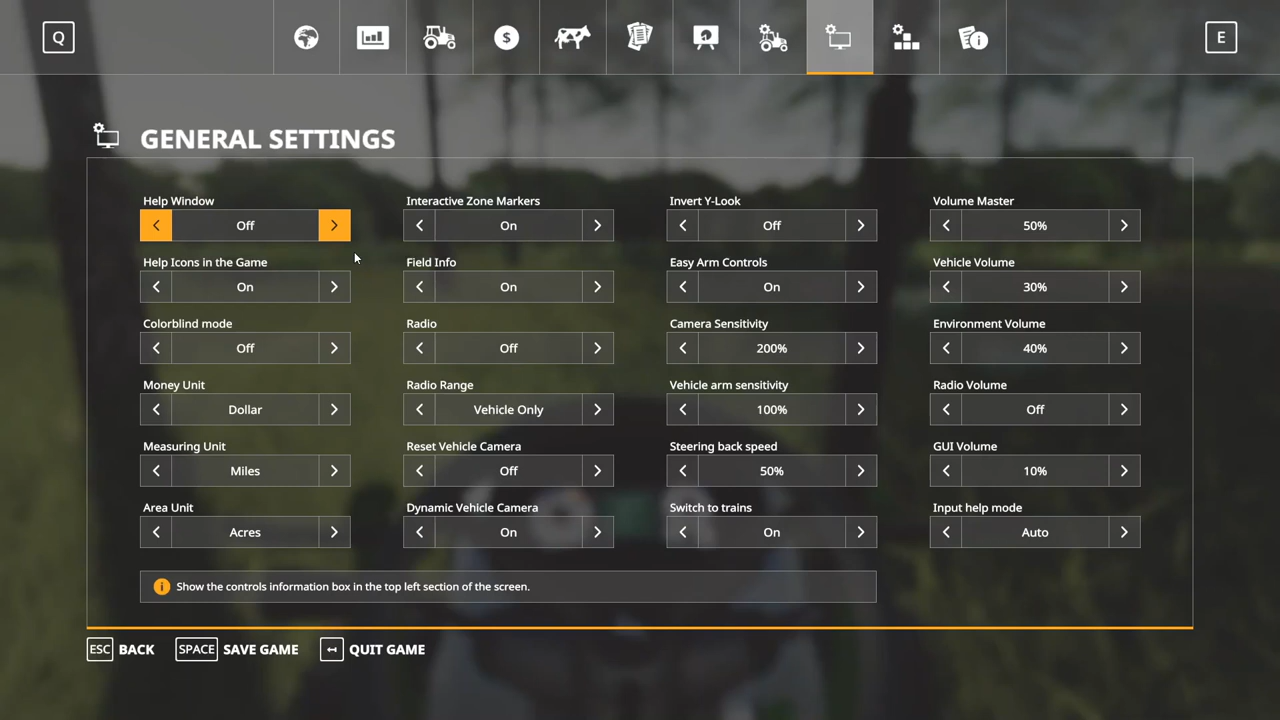 Q
$
E
GENERAL SETTINGS
Help Window
Off
Interactive Zone Markers
On
Invert Y-Look
Off
Volume Master
50%
Help Icons in the Game
On
Field Info
On
Easy Arm Controls
On
Vehicle Volume
30%
Colorblind mode
Off
Radio
Off
Camera Sensitivity
200%
Environment Volume
40%
Money Unit
Dollar
Radio Range
Vehicle Only
Vehicle arm sensitivity
100%
Radio Volume
Off
Measuring Unit
Miles
Reset Vehicle Camera
Off
Steering back speed
50%
GUI Volume
10%
Area Unit
Acres
Dynamic Vehicle Camera
On
Switch to trains
On
Input help mode
Auto
Show the controls information box in the top left section of the screen.
ESC BACK SPACE SAVE GAME QUIT GAME